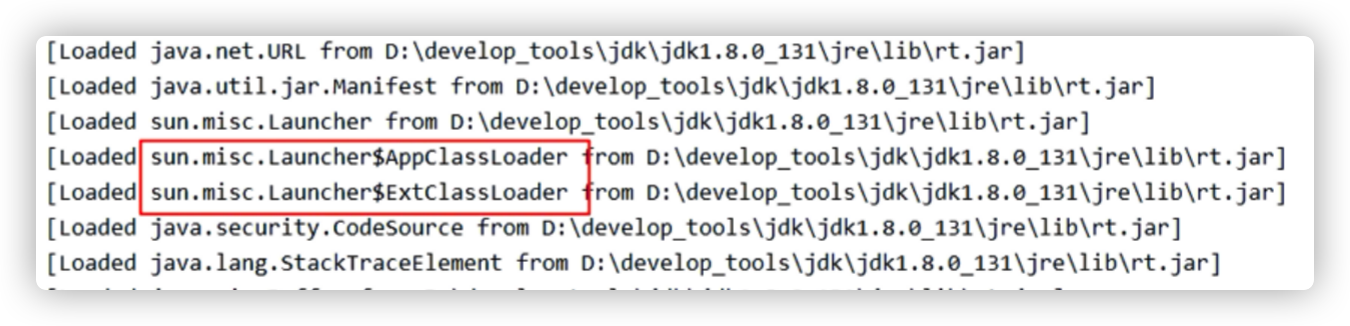 [Loaded java.net.URL from D:\develop_tools\jdk\jdk1.8.0_131\jre\lib\rt.jar]
[Loaded java.util.jar.Manifest from D:\develop_tools\jdk\jdk1.8.0_131\jre\lib\rt.jar]
[Loaded sun.misc.Launcher from D:\develop_tools\jdk\jdk1.8.0_131\jre\lib\rt.jar]
[Loaded sun.misc.Launcher$AppClassLoader from D:\develop_tools\jdk\jdk1.8.0_131\jre\lib\rt.jar]
[Loaded sun.misc.Launcher$ExtClassLoader from D:\develop_tools\jdk\jdk1.8.0_131\jre\lib\rt.jar]
[Loaded java.security.CodeSource from D:\develop_tools\jdk\jdk1.8.0_131\jre\lib\rt.jar]
[Loaded java.lang.StackTraceElement from D:\develop_tools\jdk\jdk1.8.0_131\jre\lib\rt.jar]